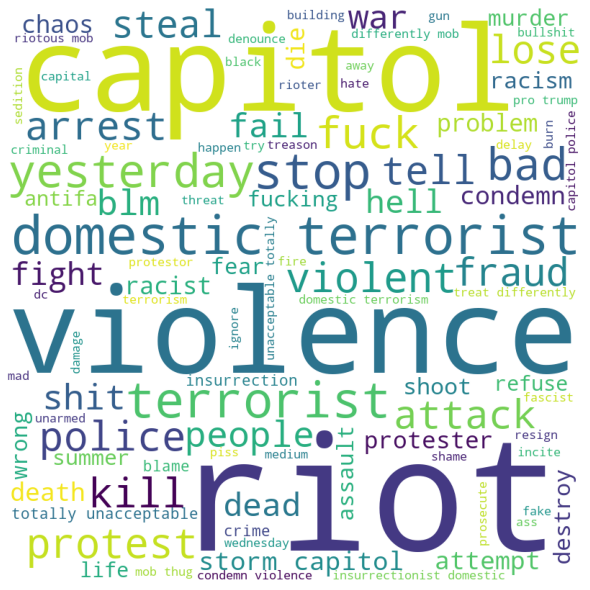 building
gun
bullshit
chaos
steal
war
murder
riotous mob
denounce
die
differently mob
capitol
lose
black
rioter
hate
away
racism
capital
sedition
pro trump
arrest
fail
fuck
problem
burn
capitol police
criminal
year
happen
try
treason
delay
yesterday
stop
tell
bad
antifa
blm
threat
fucking
hell
condemn
domestic terrorist
unacceptable totally
protestor
fight
fear
fire
violent
fraud
dc
racist
terrorism
domestic terrorism
treat differently
violence
damage
ignore
mad
insurrection
shoot
refuse
shit
terrorist
attack
fascist
unarmed
police
people
assault
protester
resign
wrong
summer
blame
piss
medium
shame
incite
death
kill
riot
dead
attempt
destroy
totally unacceptable
crime
prosecute
fake
ass
protest
wednesday
storm capitol
life
mob thug
condemn violence
insurrectionist domestic